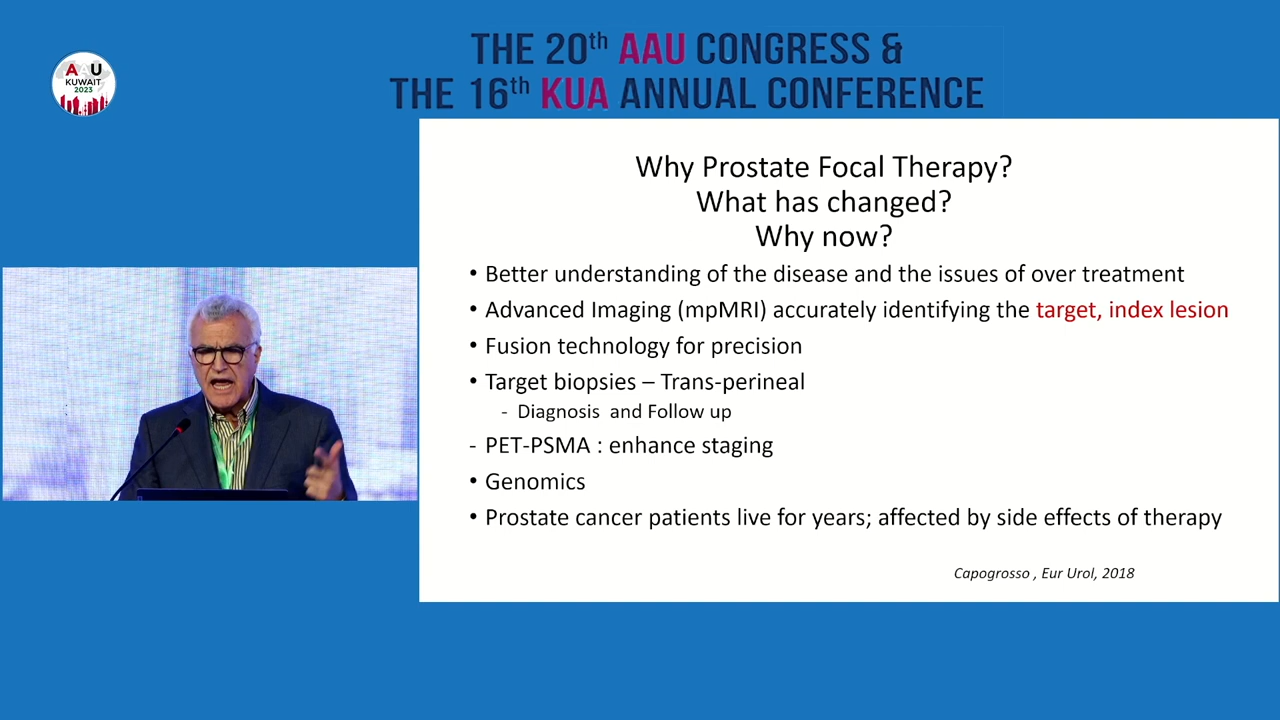 AAU
KUWAIT
2023
THE 20th AAU CONGRESS &
THE 16th KUA ANNUAL CONFERENCE
Why Prostate Focal Therapy?
What has changed?
Why now?
• Better understanding of the disease and the issues of over treatment
• Advanced Imaging (mpMRI) accurately identifying the target, index lesion
• Fusion technology for precision
• Target biopsies – Trans-perineal
- Diagnosis and Follow up
- PET-PSMA : enhance staging
• Genomics
• Prostate cancer patients live for years; affected by side effects of therapy
Capogrosso , Eur Urol, 2018